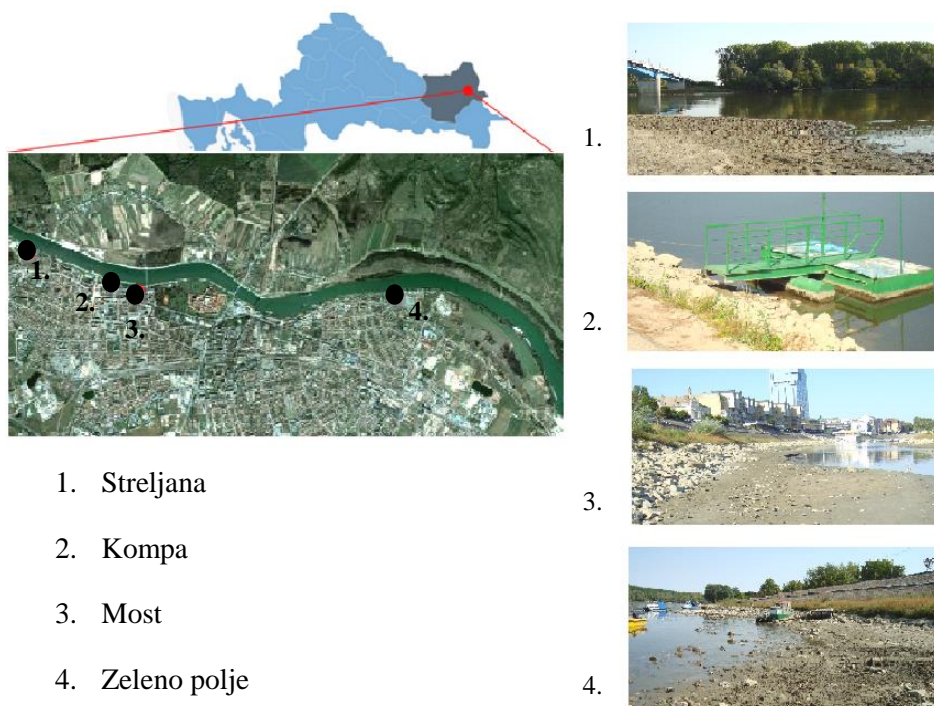 1.
1.
2.
3.
4.
2.
3.
4.
1. Streljana
2. Kompa
3. Most
4. Zeleno polje